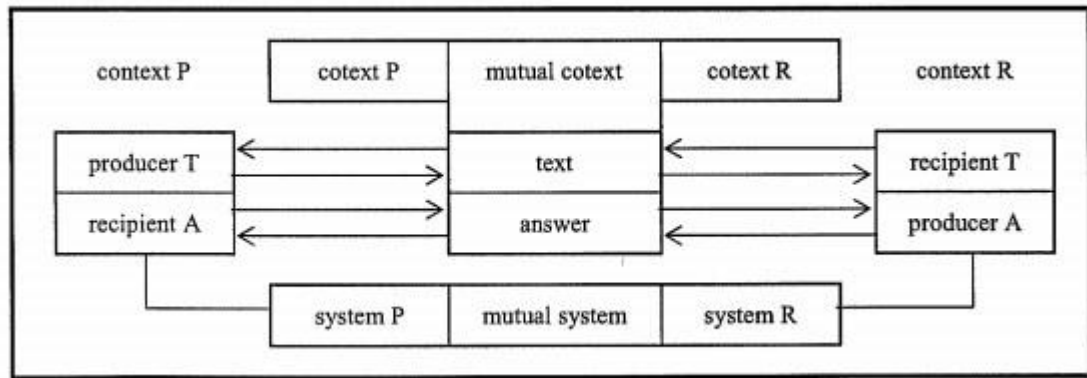 context P
cotext P
mutual cotext
cotext R
context R
producer T
text
recipient T
recipient A
answer
producer A
system P
mutual system
system R